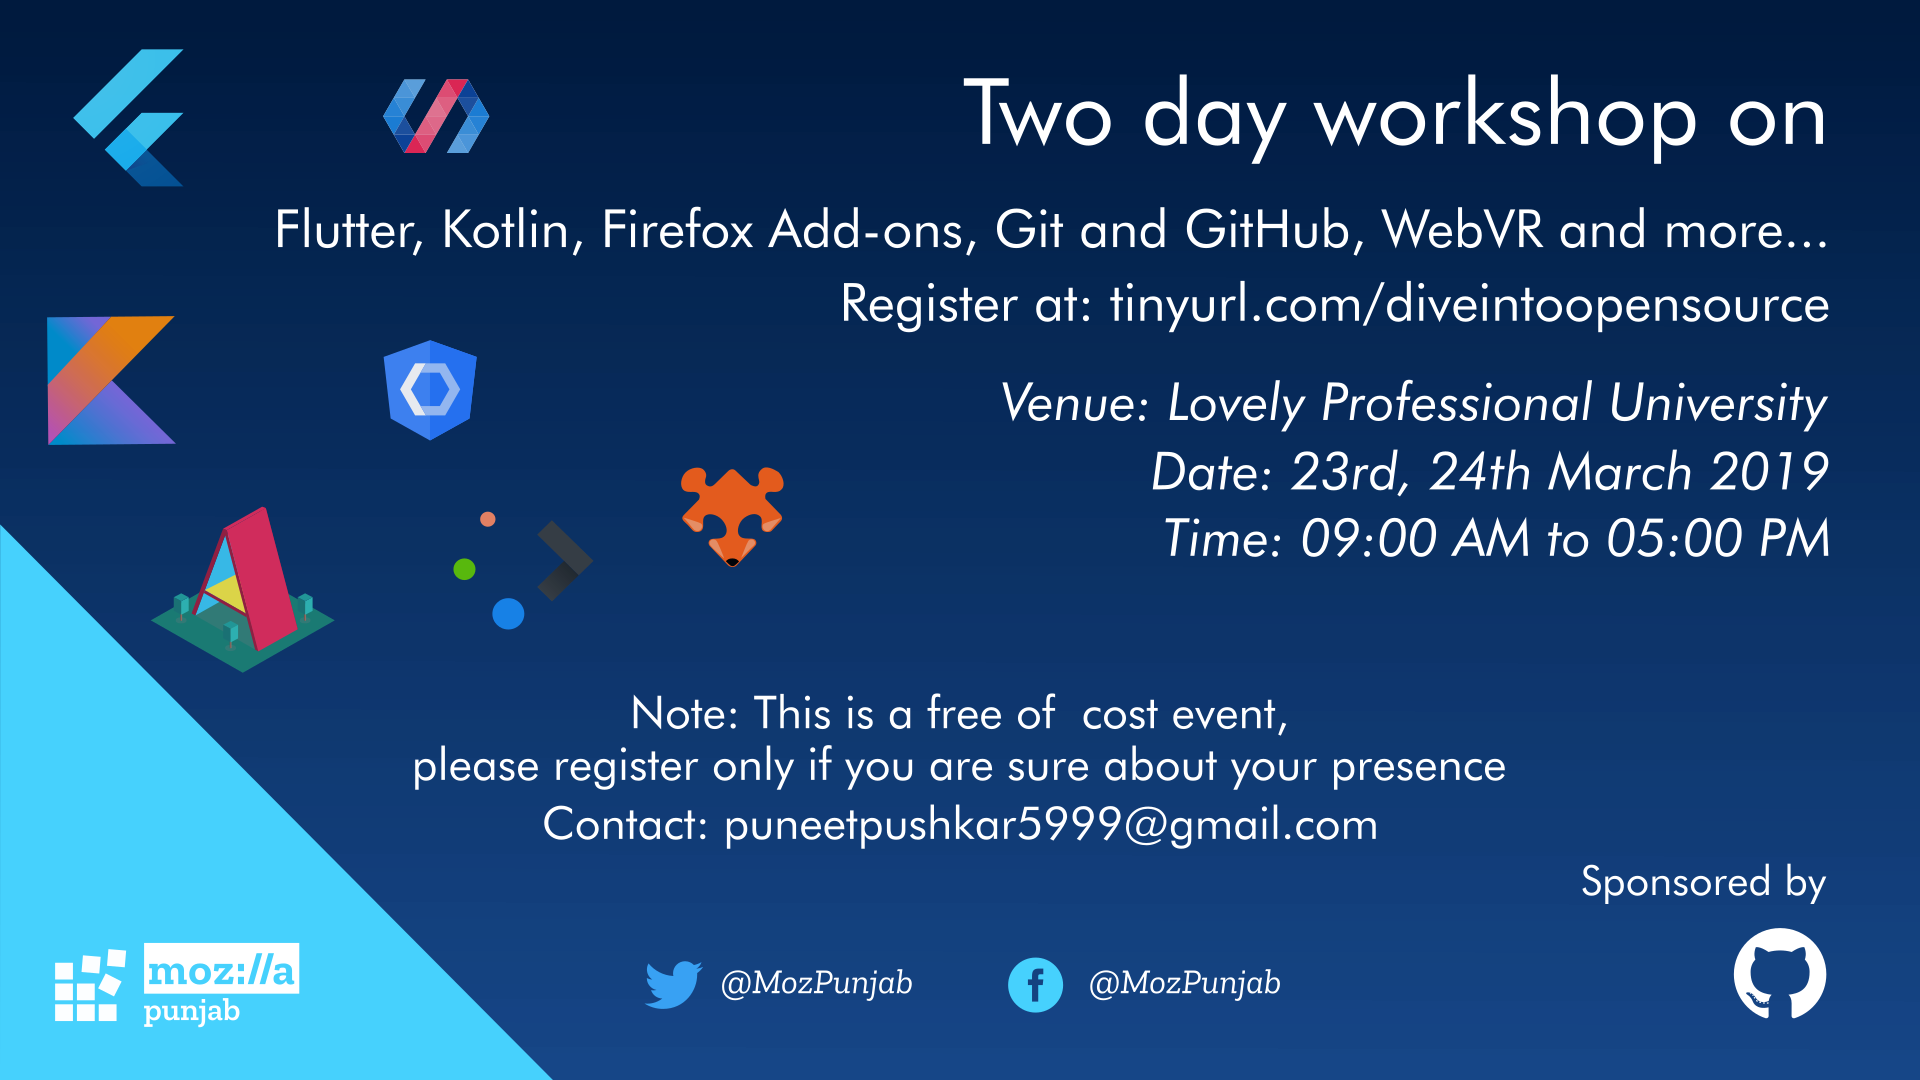 Two day workshop on
Flutter, Kotlin, Firefox Add-ons, Git and GitHub, WebVR and more...
Register at: tinyurl.com/diveintoopensource
Venue: Lovely Professional University
Date: 23rd, 24th March 2019
Time: 09:00 AM to 05:00 PM
Note: This is a free of cost event,
please register only if you are sure about your presence
Contact: puneetpushkar5999@gmail.com
Sponsored by
moz://a
punjab
@MozPunjab
@MozPunjab